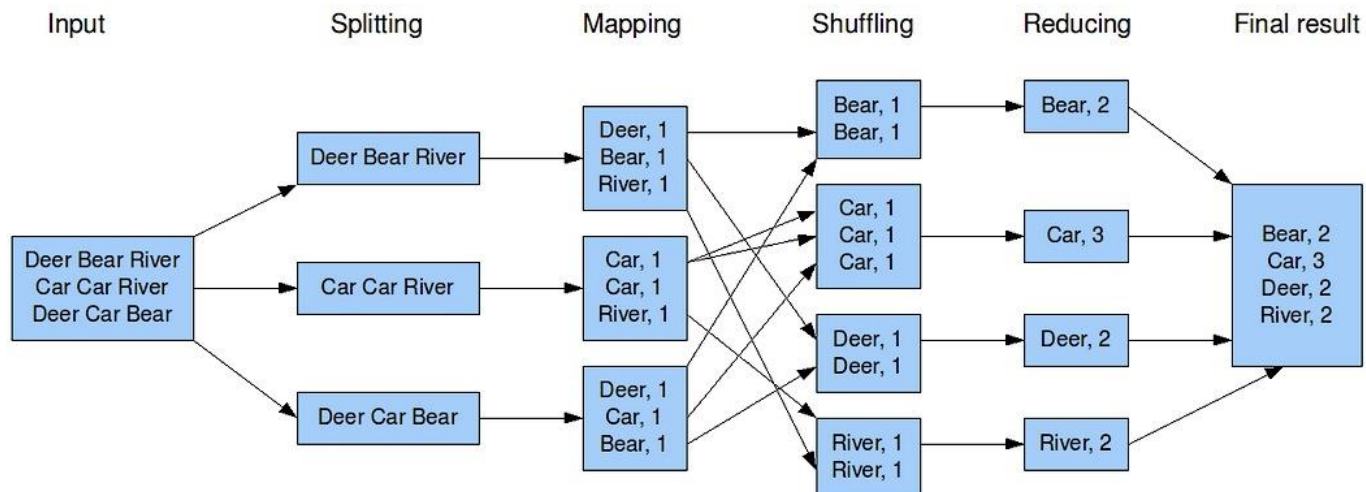 Input
Splitting
Mapping
Shuffling
Reducing
Final result
Deer Bear River
Car Car River
Deer Car Bear
Deer Bear River
Car Car River
Deer Car Bear
Deer, 1
Bear, 1
River, 1
Car, 1
Car, 1
River, 1
Deer, 1
Car, 1
Bear, 1
Bear, 1
Bear, 1
Car, 1
Car, 1
Car, 1
Deer, 1
Deer, 1
River, 1
River, 1
Bear, 2
Car, 3
Deer, 2
River, 2
Bear, 2
Car, 3
Deer, 2
River, 2